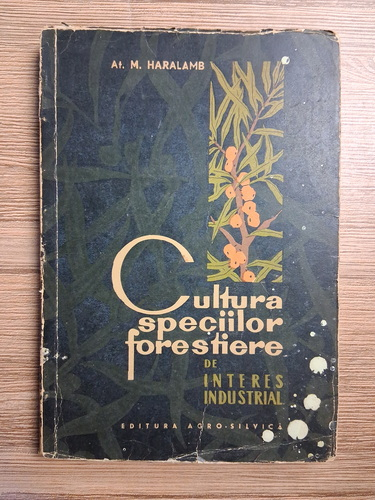 At. M. HARALAMB
Cultura
speciilor
forestiere
DE
INTERES
INDUSTRIAL
EDITURA AGRO-SILVICĂ